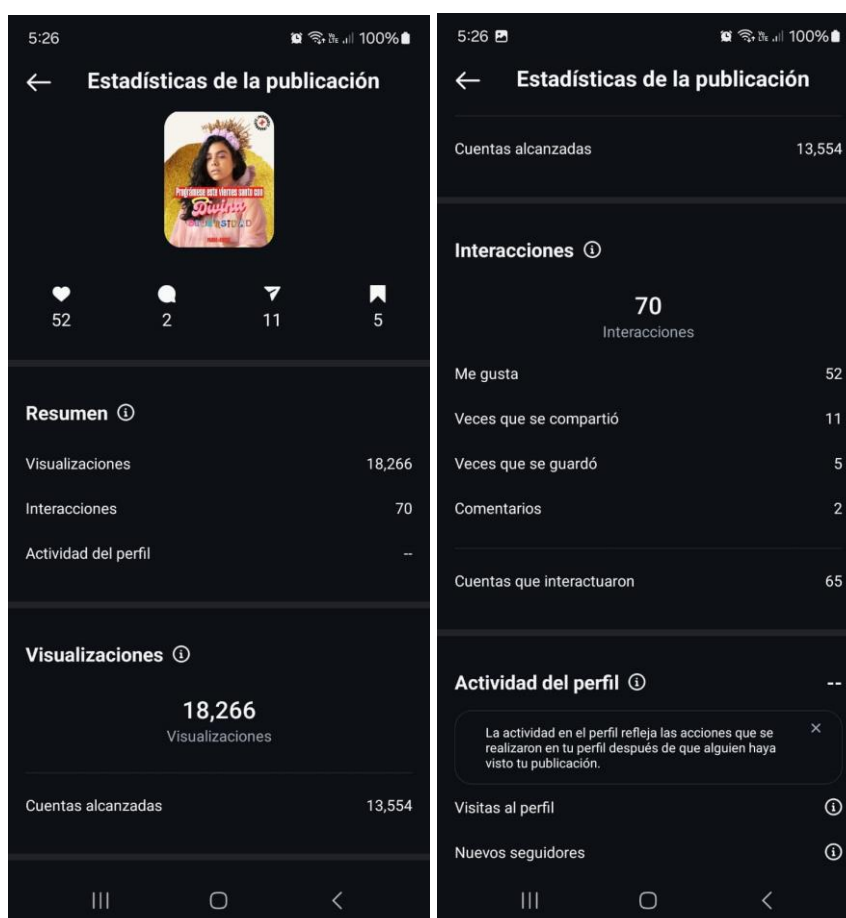 5:26
LTE 100%
Estadísticas de la publicación
Prográmese este viernes santo con
Divina
DIVERSIDAD
52 2 11 5
Resumen
Visualizaciones 18,266
Interacciones 70
Actividad del perfil --
Visualizaciones
18,266
Visualizaciones
Cuentas alcanzadas 13,554
5:26
LTE 100%
Estadísticas de la publicación
Cuentas alcanzadas 13,554
Interacciones
70
Interacciones
Me gusta 52
Veces que se compartió 11
Veces que se guardó 5
Comentarios 2
Cuentas que interactuaron 65
Actividad del perfil --
La actividad en el perfil refleja las acciones que se
realizaron en tu perfil después de que alguien haya
visto tu publicación.
Visitas al perfil
Nuevos seguidores